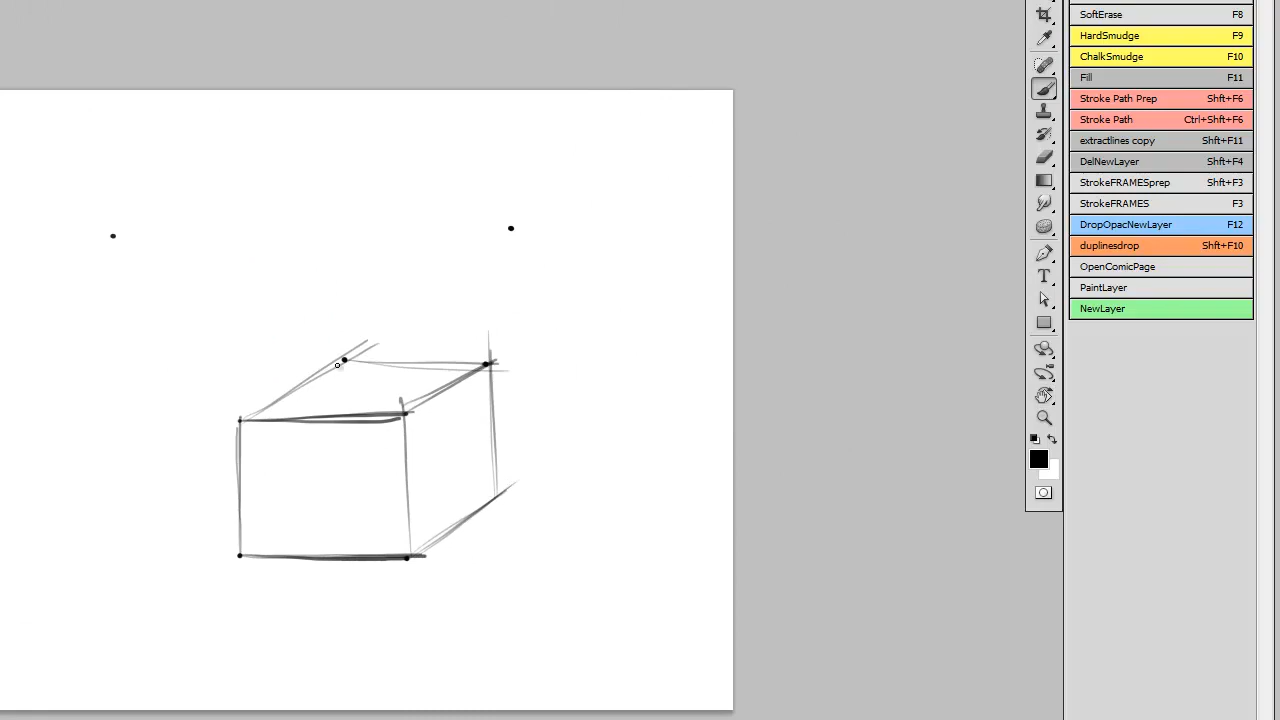 SoftErase F8
HardSmudge F9
ChalkSmudge F10
Fill F11
Stroke Path Prep Shft+F6
Stroke Path Ctrl+Shft+F6
extractlines copy Shft+F11
DelNewLayer Shft+F4
StrokeFRAMESprep Shft+F3
StrokeFRAMES F3
DropOpacNewLayer F12
duplinesdrop Shft+F10
OpenComicPage
PaintLayer
NewLayer